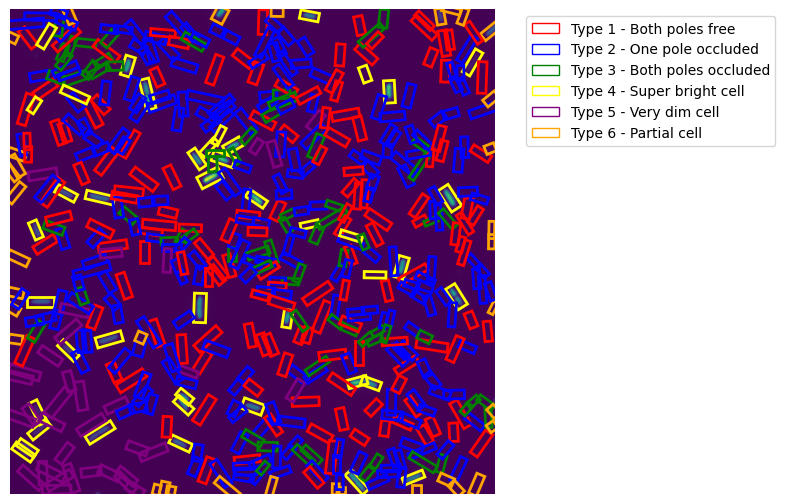 Type 1 - Both poles free
Type 2 - One pole occluded
Type 3 - Both poles occluded
Type 4 - Super bright cell
Type 5 - Very dim cell
Type 6 - Partial cell